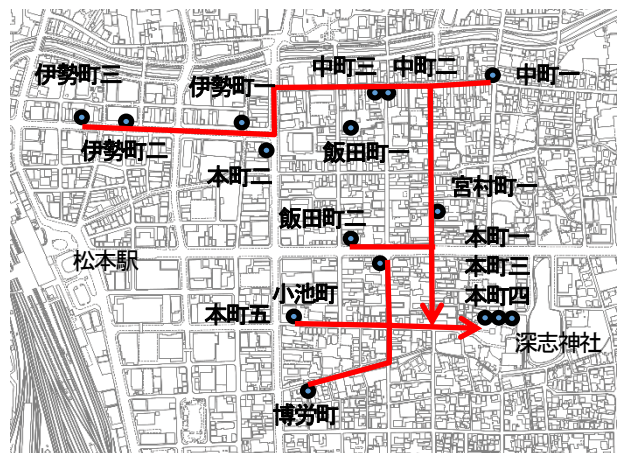 伊勢町三
伊勢町一
中町三
中町二
中町一
伊勢町二
本町二
飯田町一
宮村町一
飯田町二
本町一
松本駅
本町三
小池町
本町四
本町五
深志神社
博労町